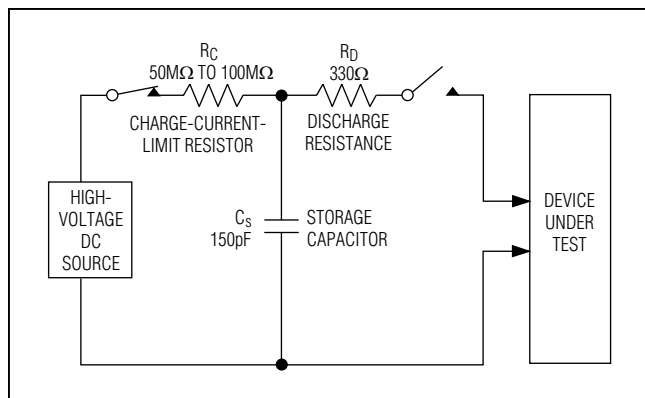 R_C
50MΩ TO 100MΩ
CHARGE-CURRENT-
LIMIT RESISTOR
R_D
330Ω
DISCHARGE
RESISTANCE
HIGH-
VOLTAGE
DC
SOURCE
C_S
150pF
STORAGE
CAPACITOR
DEVICE
UNDER
TEST